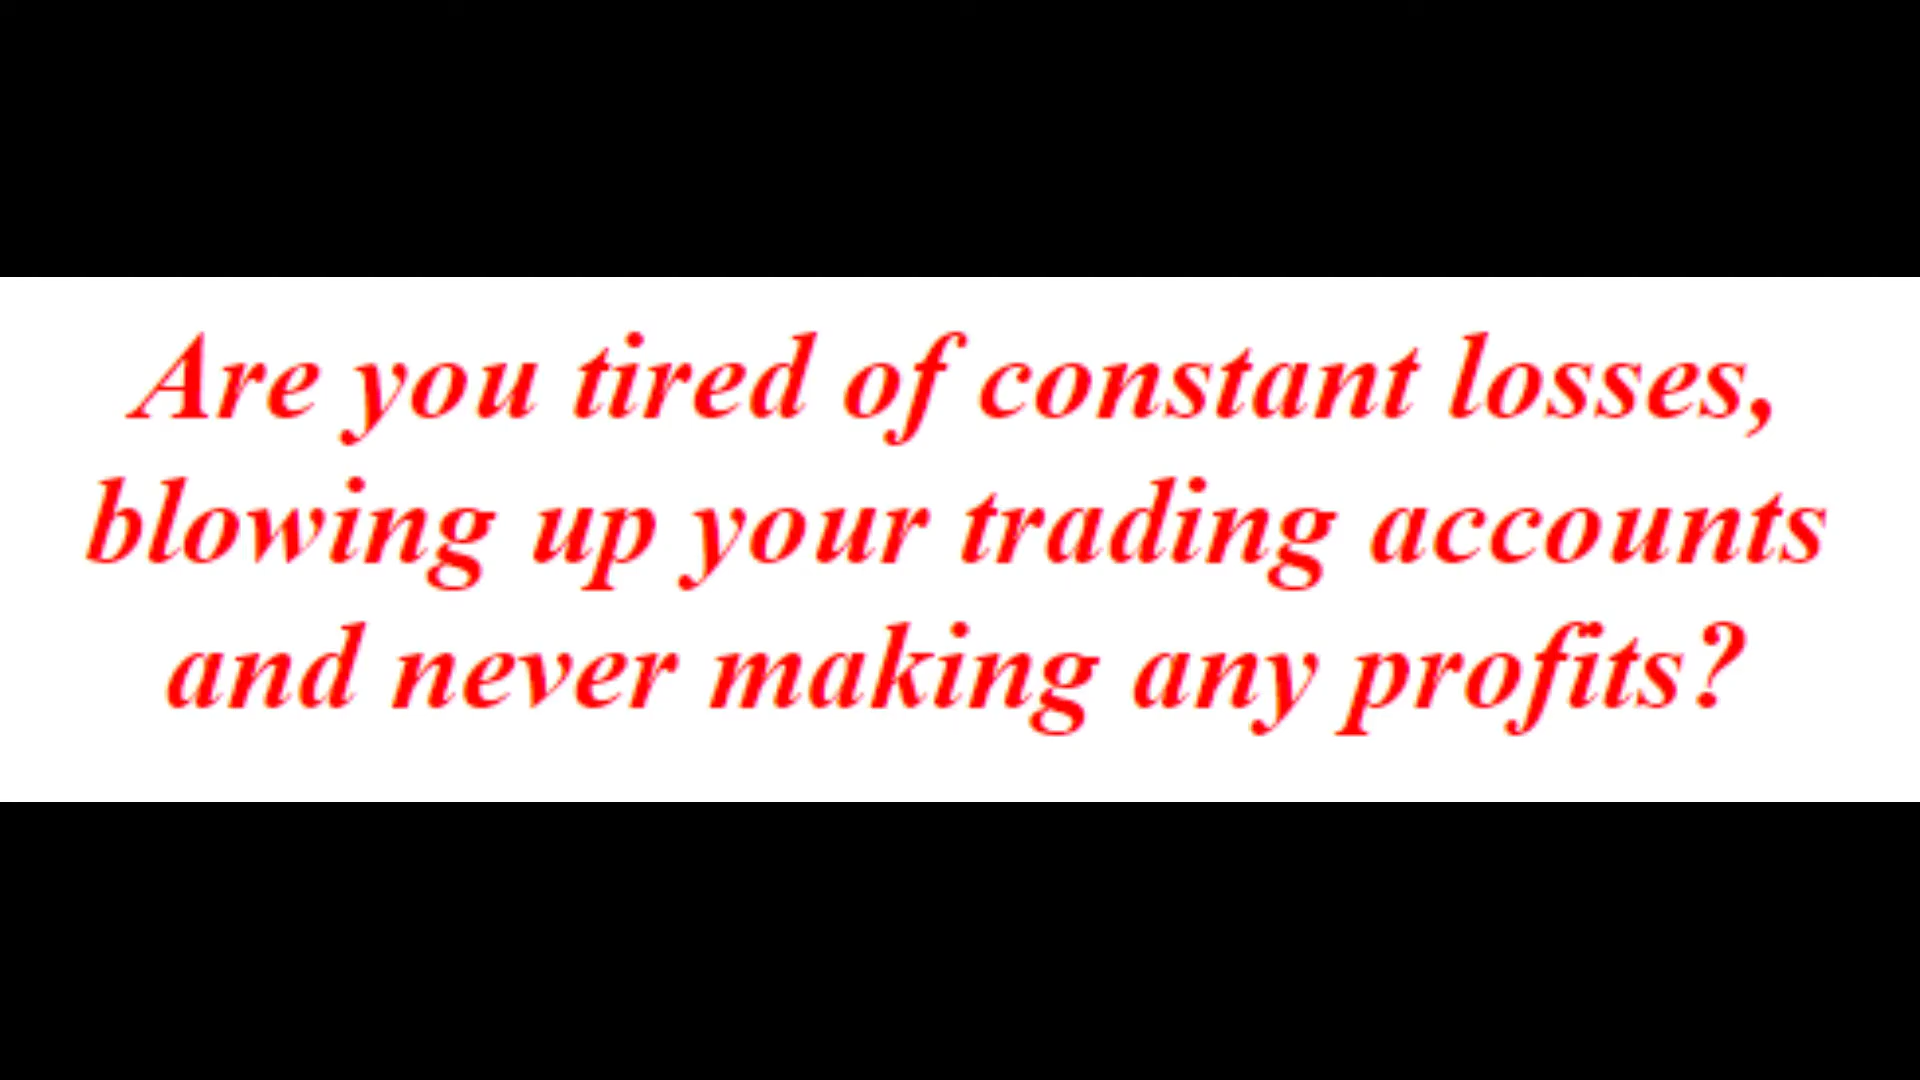 Are you tired of constant losses,
blowing up your trading accounts
and never making any profits?